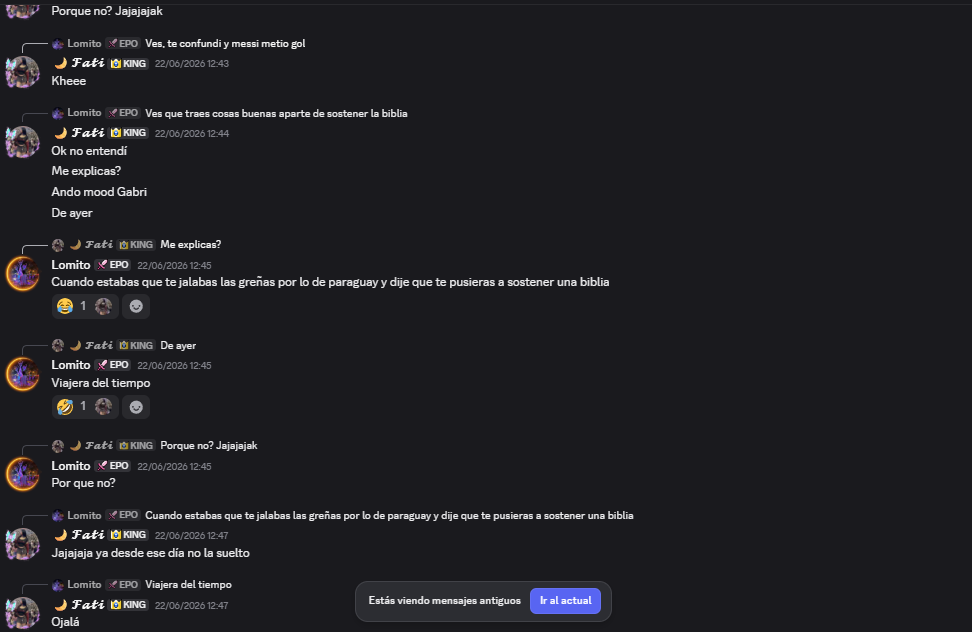 Porque no? Jajajajak
Lomito EPO Ves, te confundi y messi metio gol
🌙 𝓕𝓪𝓽𝓲 KING 22/06/2026 12:43
Kheee
Lomito EPO Ves que traes cosas buenas aparte de sostener la biblia
🌙 𝓕𝓪𝓽𝓲 KING 22/06/2026 12:44
Ok no entendí
Me explicas?
Ando mood Gabri
De ayer
🌙 𝓕𝓪𝓽𝓲 KING Me explicas?
Lomito EPO 22/06/2026 12:45
Cuando estabas que te jalabas las greñas por lo de paraguay y dije que te pusieras a sostener una biblia
😂 1
🌙 𝓕𝓪𝓽𝓲 KING De ayer
Lomito EPO 22/06/2026 12:45
Viajera del tiempo
🤣 1
🌙 𝓕𝓪𝓽𝓲 KING Porque no? Jajajajak
Lomito EPO 22/06/2026 12:45
Por que no?
Lomito EPO Cuando estabas que te jalabas las greñas por lo de paraguay y dije que te pusieras a sostener una biblia
🌙 𝓕𝓪𝓽𝓲 KING 22/06/2026 12:47
Jajajaja ya desde ese día no la suelto
Lomito EPO Viajera del tiempo
🌙 𝓕𝓪𝓽𝓲 KING 22/06/2026 12:47
Ojalá
Estás viendo mensajes antiguos Ir al actual